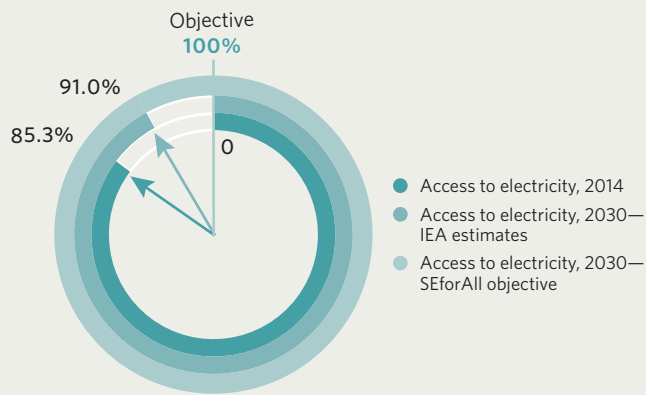 Objective
100%
91.0%
85.3%
0
Access to electricity, 2014
Access to electricity, 2030—
IEA estimates
Access to electricity, 2030—
SEforAll objective